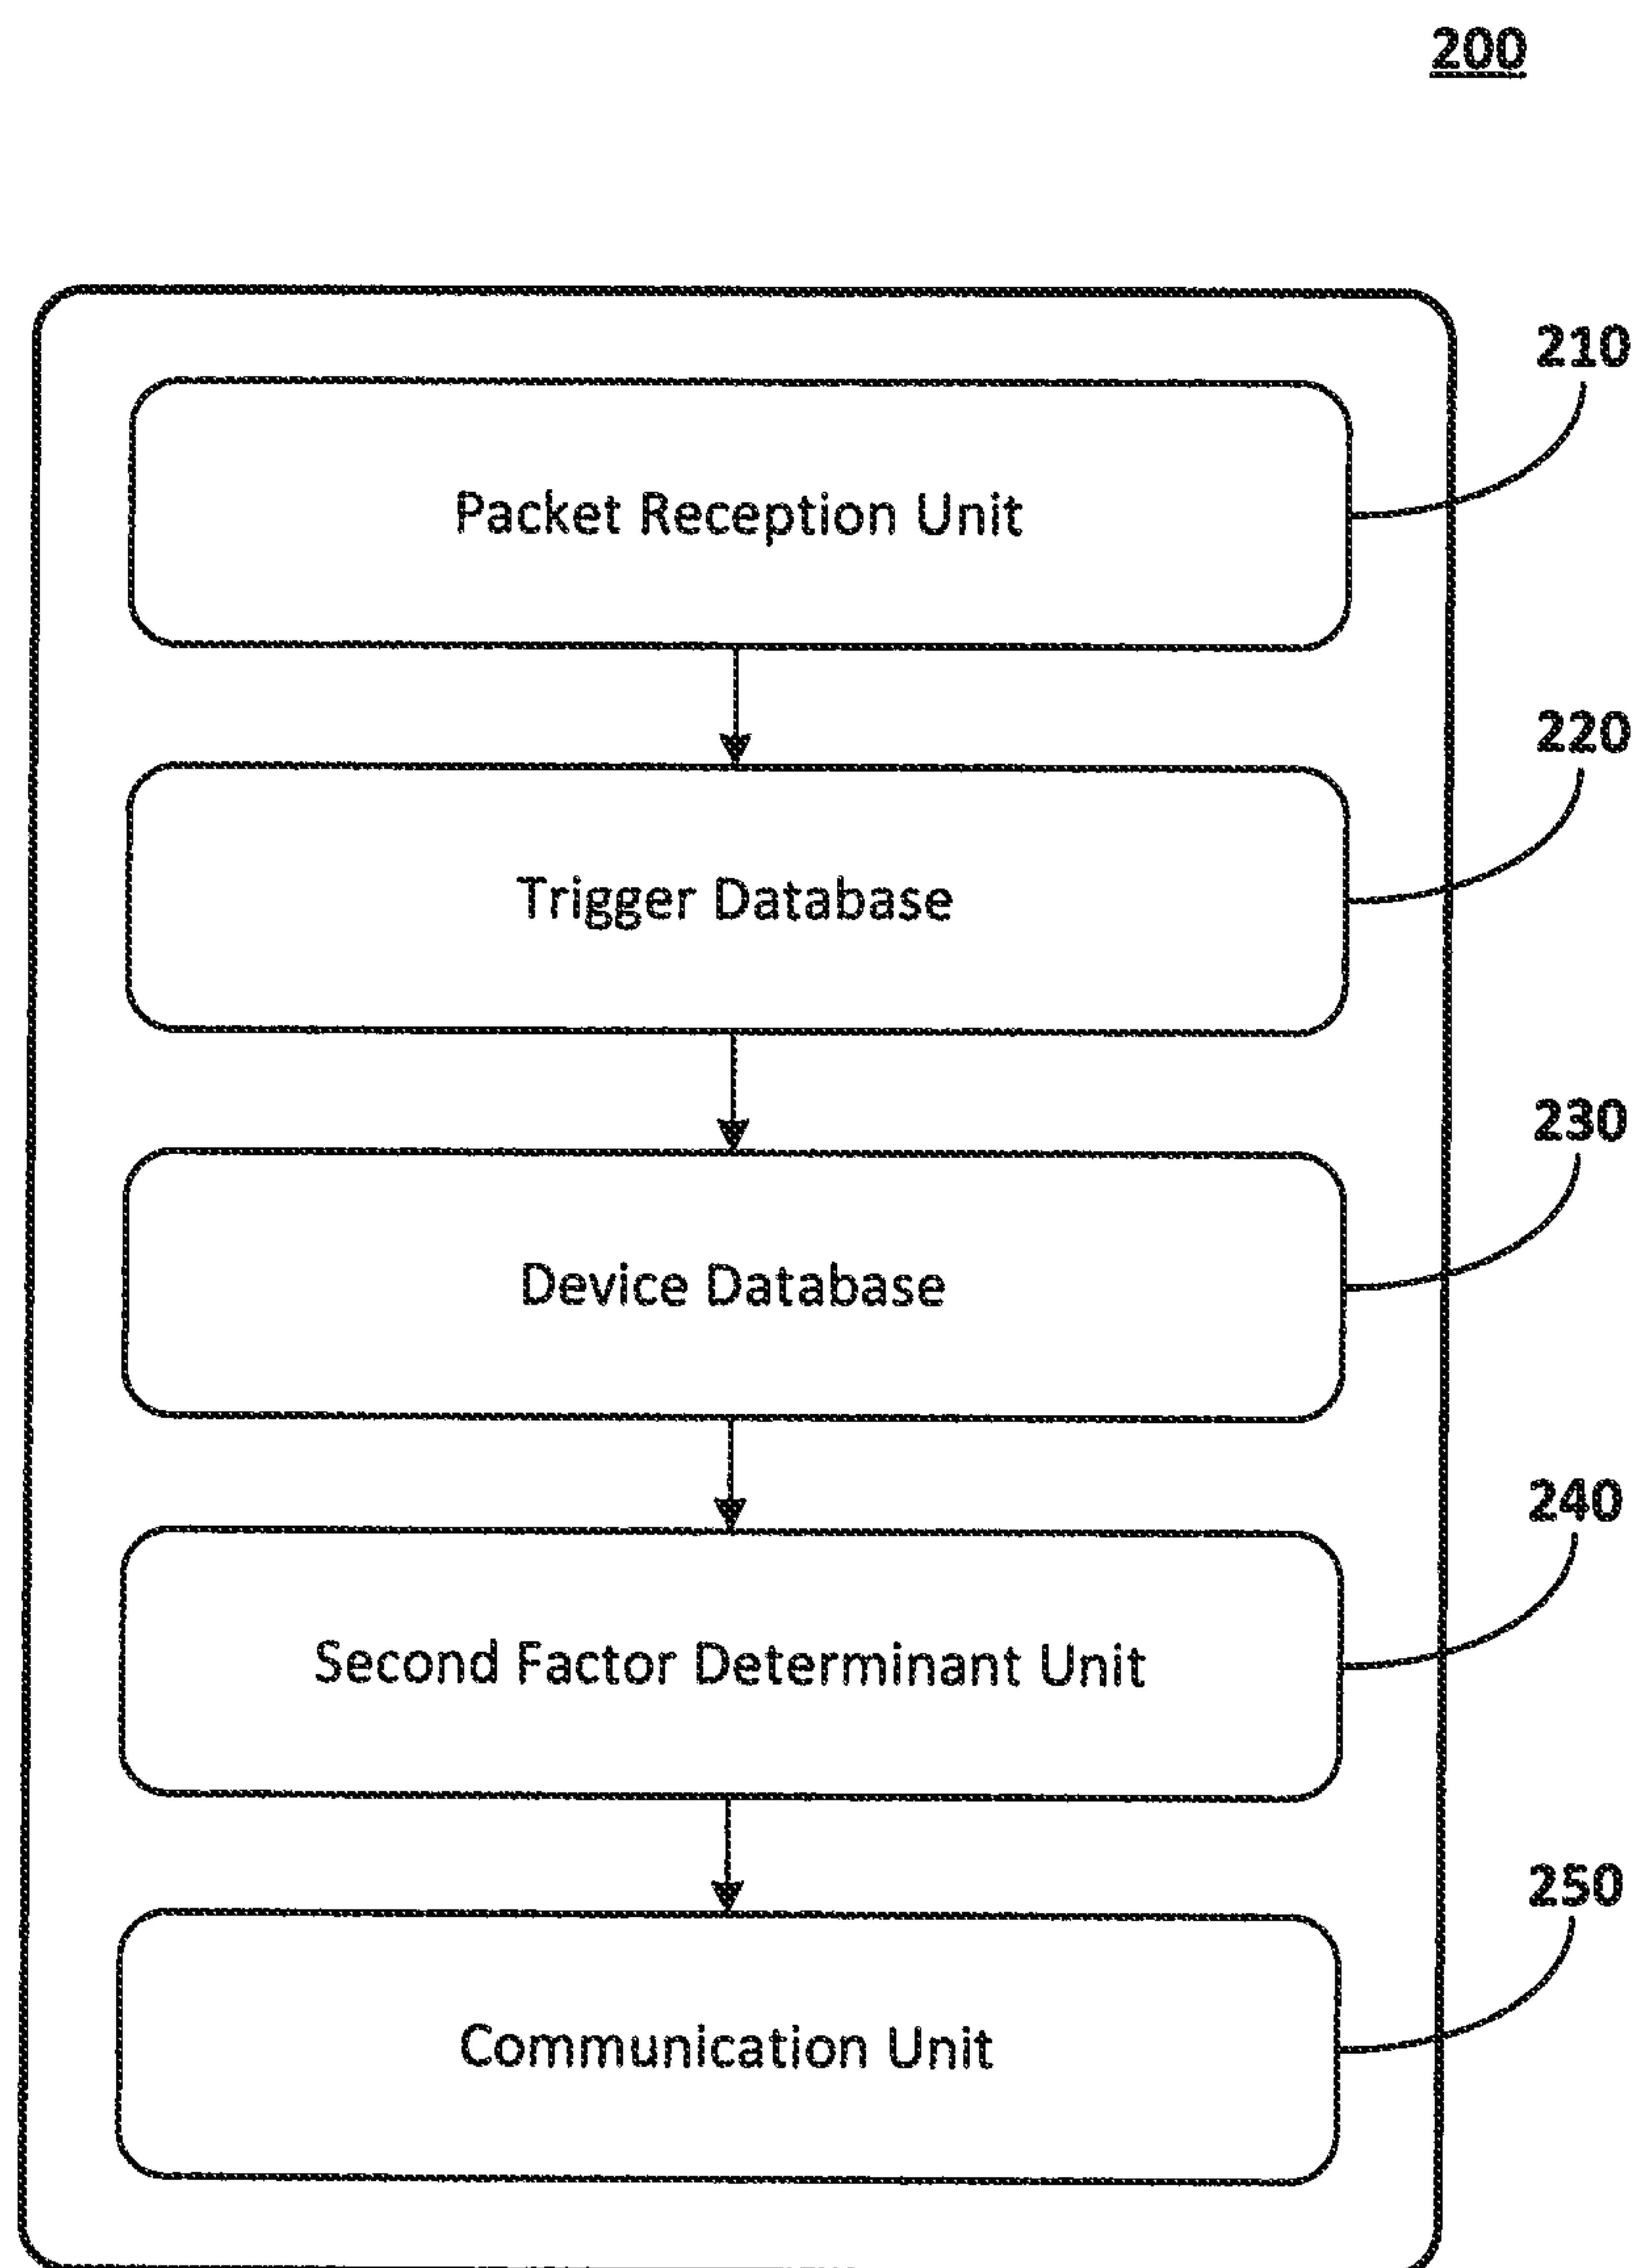 200
210
Packet Reception Unit
220
Trigger Database
230
Device Database
240
Second Factor Determinant Unit
250
Communication Unit